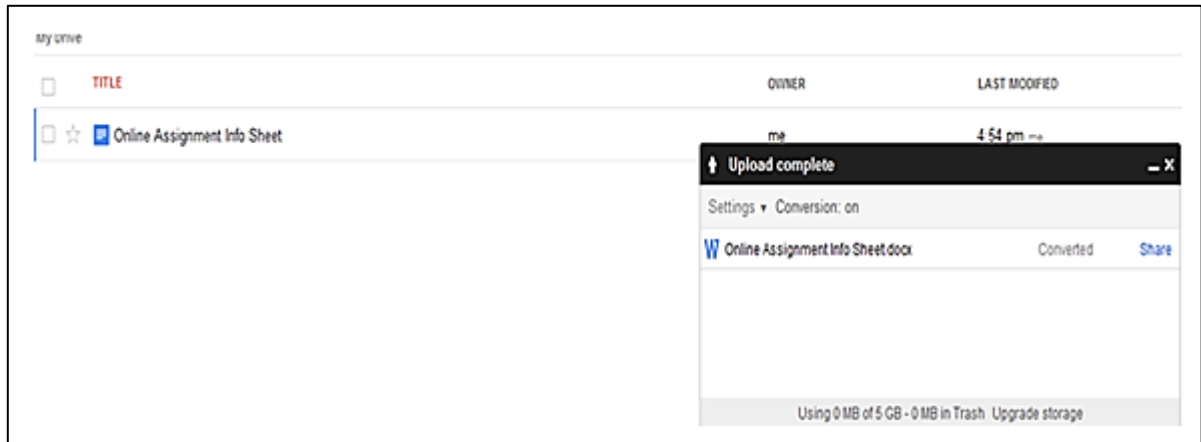 My Drive
TITLE OWNER LAST MODIFIED
Online Assignment Info Sheet me 4:54 pm me
Upload complete
Settings Conversion: on
Online Assignment Info Sheet.docx Converted Share
Using 0 MB of 5 GB - 0 MB in Trash Upgrade storage